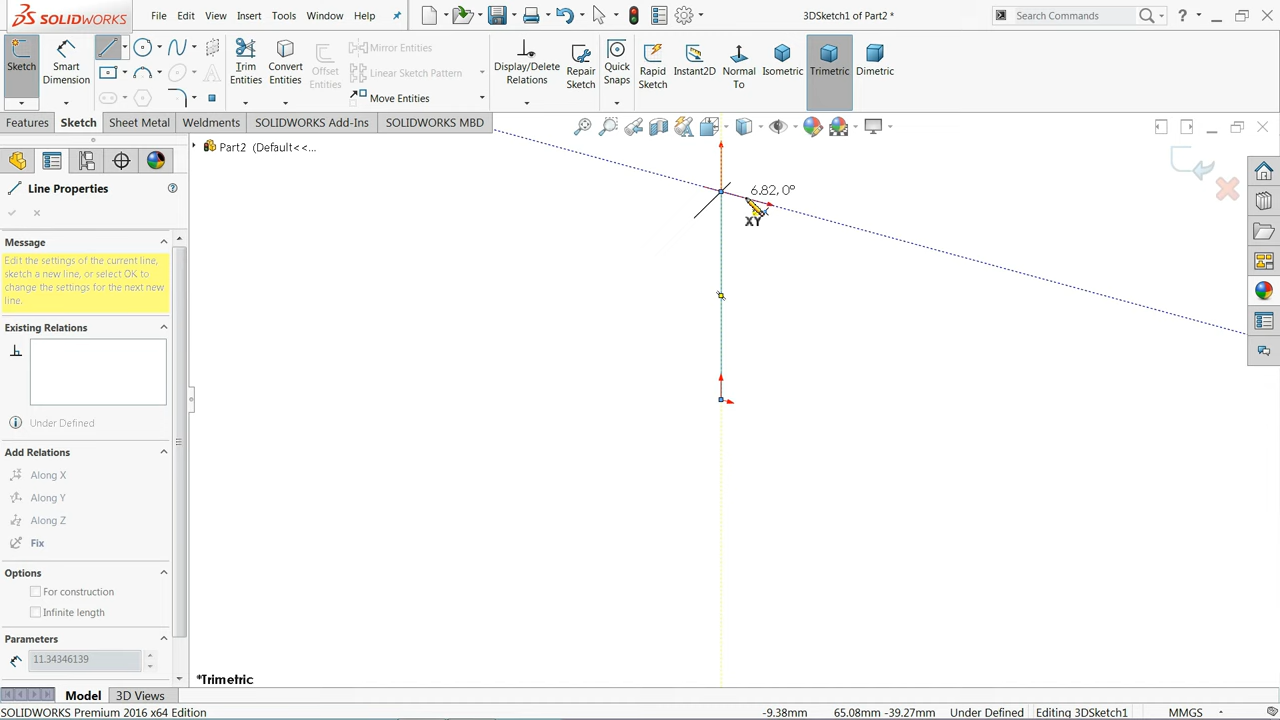 SOLIDWORKS File Edit View Insert Tools Window Help 3DSketch1 of Part2 * Search Commands ?
Sketch Smart Dimension Trim Entities Convert Entities Offset Entities Mirror Entities Linear Sketch Pattern Move Entities Display/Delete Relations Repair Sketch Quick Snaps Rapid Sketch Instant2D Normal To Isometric Trimetric Dimetric
Features Sketch Sheet Metal Weldments SOLIDWORKS Add-Ins SOLIDWORKS MBD
Part2 (Default<<...
Line Properties
6.82, 0°
XY
Message
Edit the settings of the current line,
sketch a new line, or select OK to
change the settings for the next new
line.
Existing Relations
Under Defined
Add Relations
Along X
Along Y
Along Z
Fix
Options
For construction
Infinite length
Parameters
11.34346139
*Trimetric
Model 3D Views
SOLIDWORKS Premium 2016 x64 Edition -9.38mm 65.08mm -39.27mm Under Defined Editing 3DSketch1 MMGS